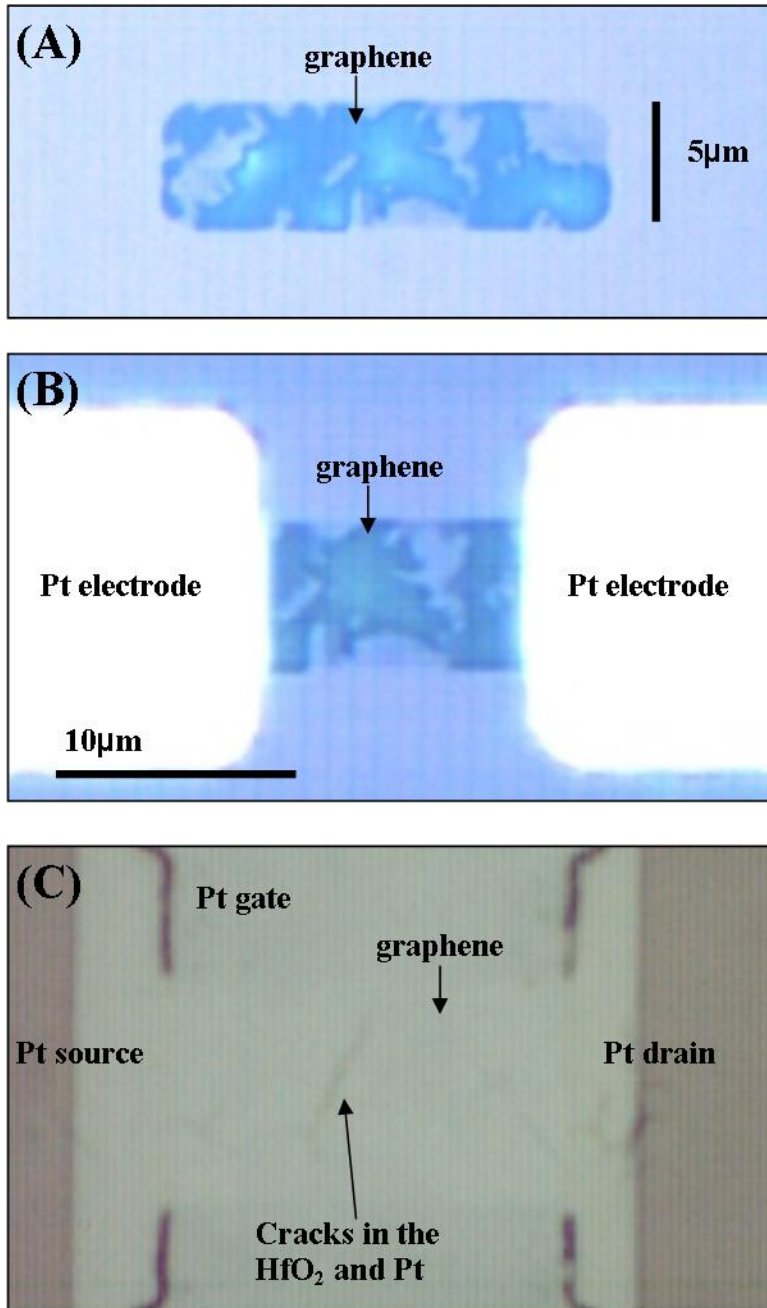 (A)
graphene
5μm
(B)
graphene
Pt electrode
Pt electrode
10μm
(C)
Pt gate
graphene
Pt source
Pt drain
Cracks in the
HfO₂ and Pt